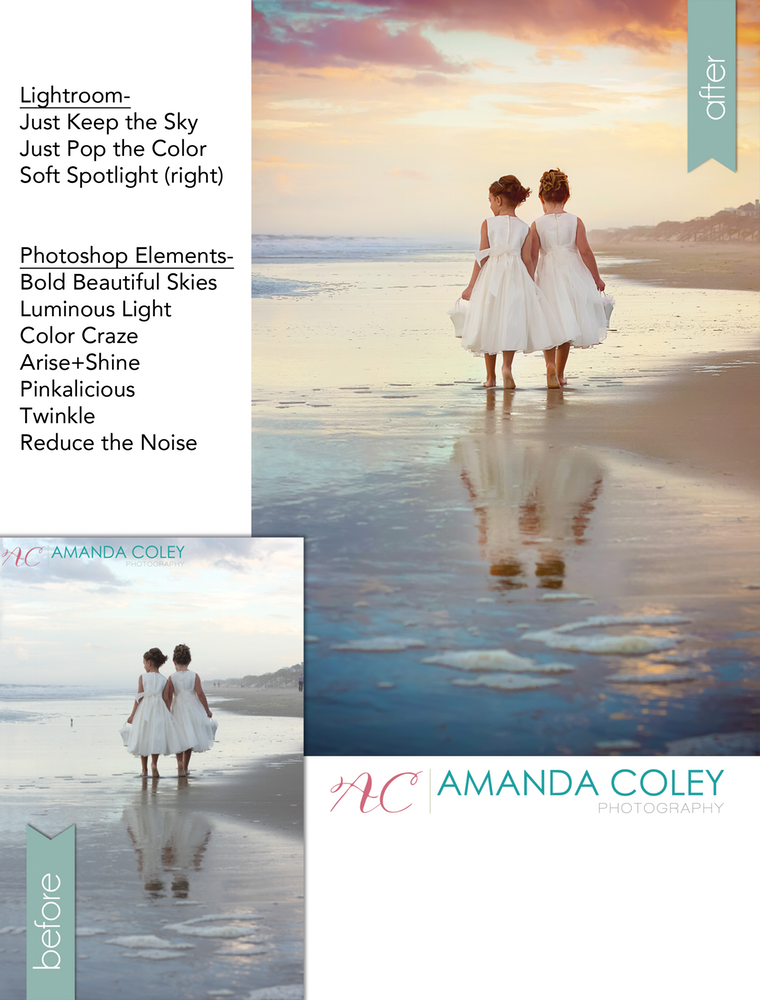 Lightroom-
Just Keep the Sky
Just Pop the Color
Soft Spotlight (right)
Photoshop Elements-
Bold Beautiful Skies
Luminous Light
Color Craze
Arise+Shine
Pinkalicious
Twinkle
Reduce the Noise
after
AC AMANDA COLEY
PHOTOGRAPHY
before
AC AMANDA COLEY
PHOTOGRAPHY